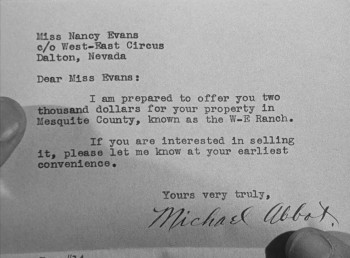 Miss Nancy Evans
c/o West-East Circus
Dalton, Nevada
Dear Miss Evans:
I am prepared to offer you two
thousand dollars for your property in
Mesquite County, known as the W-E Ranch.
If you are interested in selling
it, please let me know at your earliest
convenience.
Yours very truly,
Michael Abbot.